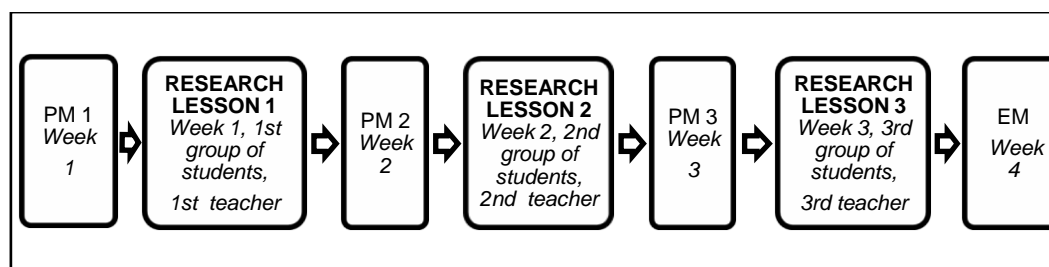 PM 1
Week
1
RESEARCH
LESSON 1
Week 1, 1st
group of
students,
1st teacher
PM 2
Week
2
RESEARCH
LESSON 2
Week 2, 2nd
group of
students,
2nd teacher
PM 3
Week
3
RESEARCH
LESSON 3
Week 3, 3rd
group of
students,
3rd teacher
EM
Week
4